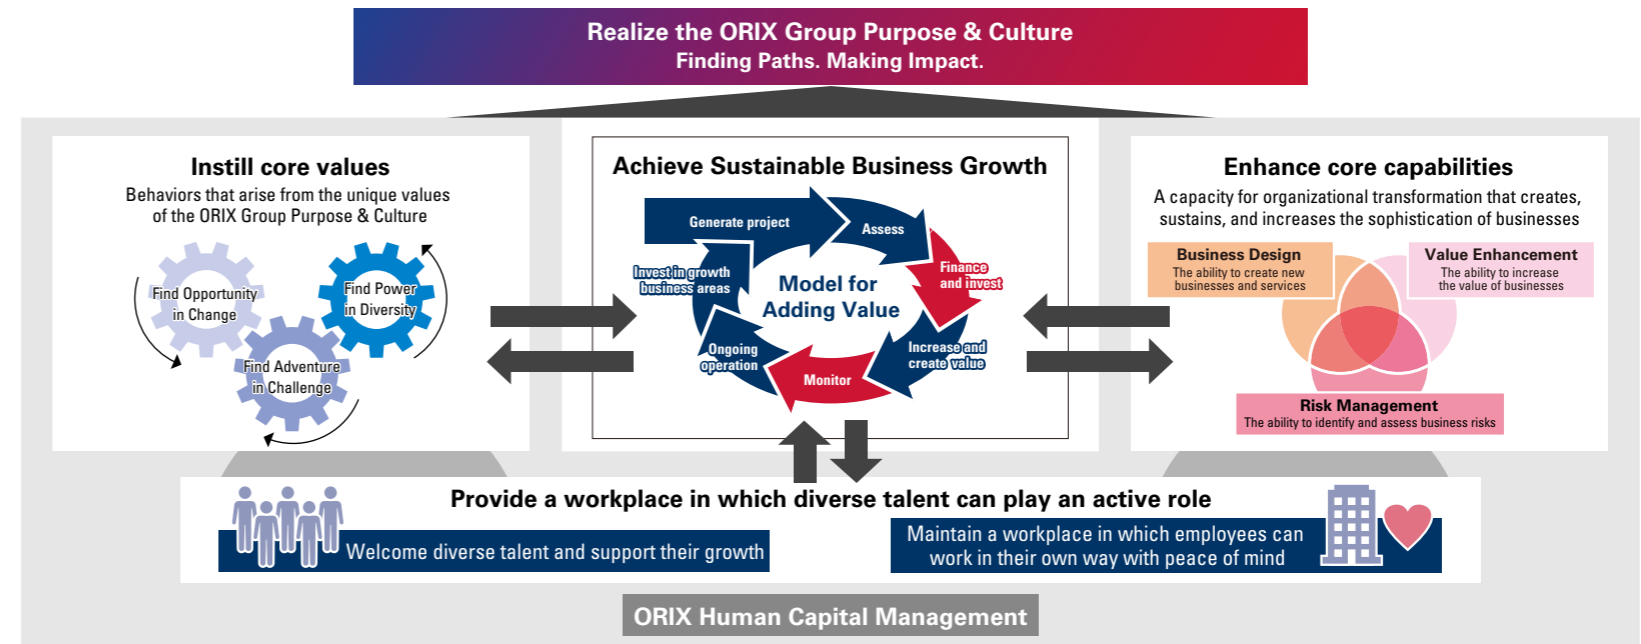 Realize the ORIX Group Purpose & Culture
Finding Paths. Making Impact.
Instill core values
Behaviors that arise from the unique values
of the ORIX Group Purpose & Culture
Find Opportunity
in Change
Find Power
in Diversity
Find Adventure
in Challenge
Achieve Sustainable Business Growth
Generate project
Assess
Finance
and invest
Increase and
create value
Monitor
Ongoing
operation
Invest in growth
business areas
Model for
Adding Value
Enhance core capabilities
A capacity for organizational transformation that creates,
sustains, and increases the sophistication of businesses
Business Design
The ability to create new
businesses and services
Value Enhancement
The ability to increase
the value of businesses
Risk Management
The ability to identify and assess business risks
Provide a workplace in which diverse talent can play an active role
Welcome diverse talent and support their growth
Maintain a workplace in which employees can
work in their own way with peace of mind
ORIX Human Capital Management